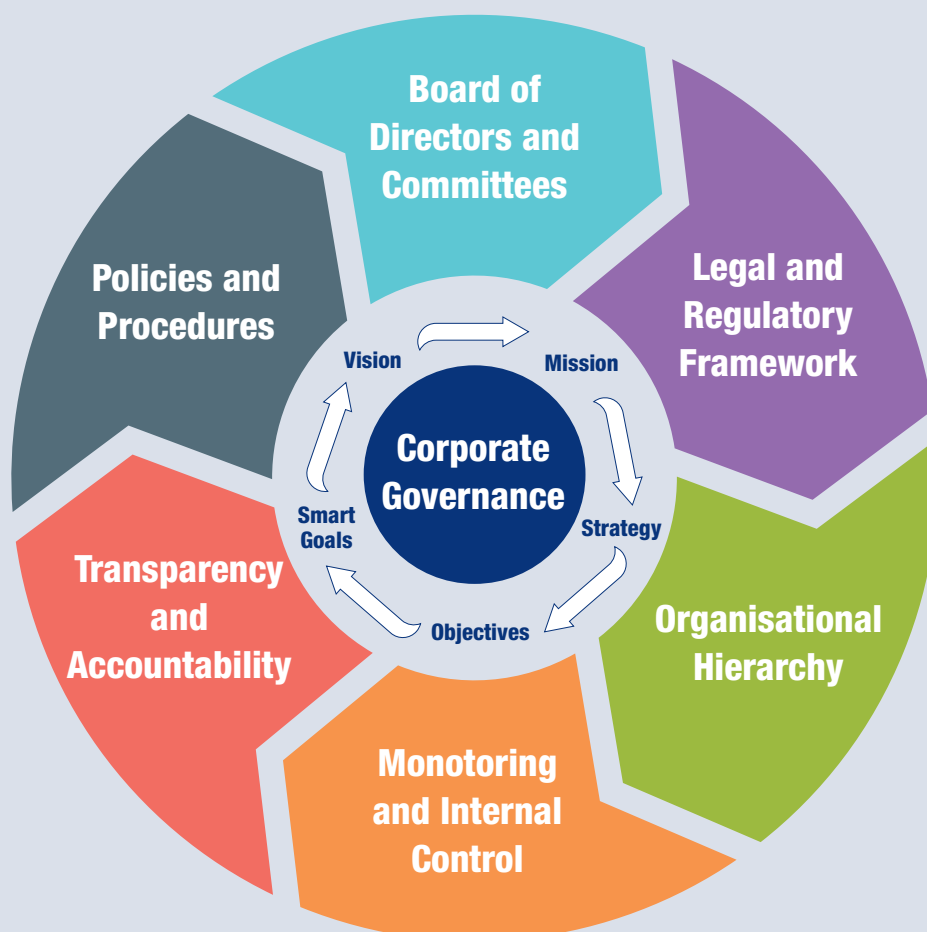 Board of
Directors and
Committees
Legal and
Regulatory
Framework
Organisational
Hierarchy
Monotoring
and Internal
Control
Transparency
and
Accountability
Policies and
Procedures
Vision
Mission
Strategy
Objectives
Smart
Goals
Corporate
Governance